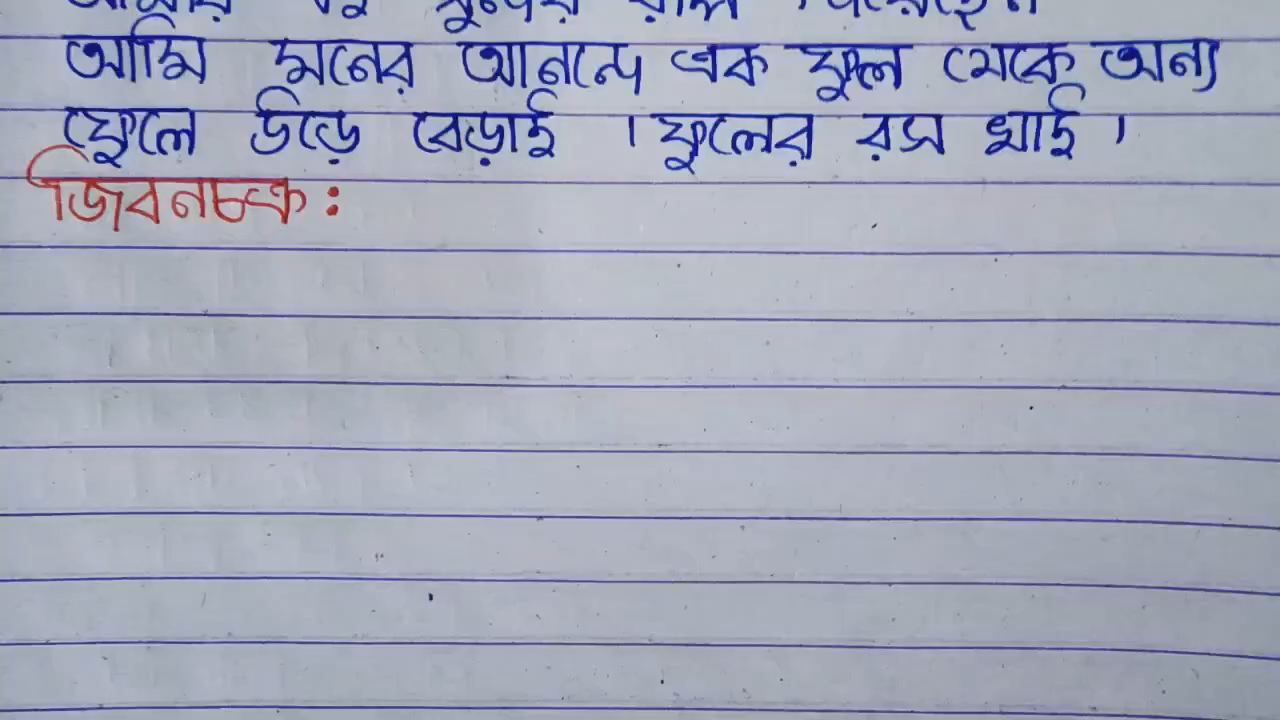 আমি মনের আনন্দে এক ফুল থেকে অন্য
ফুলে উড়ে বেড়াই । ফুলের রস খাই ।
জিবনচক্র :